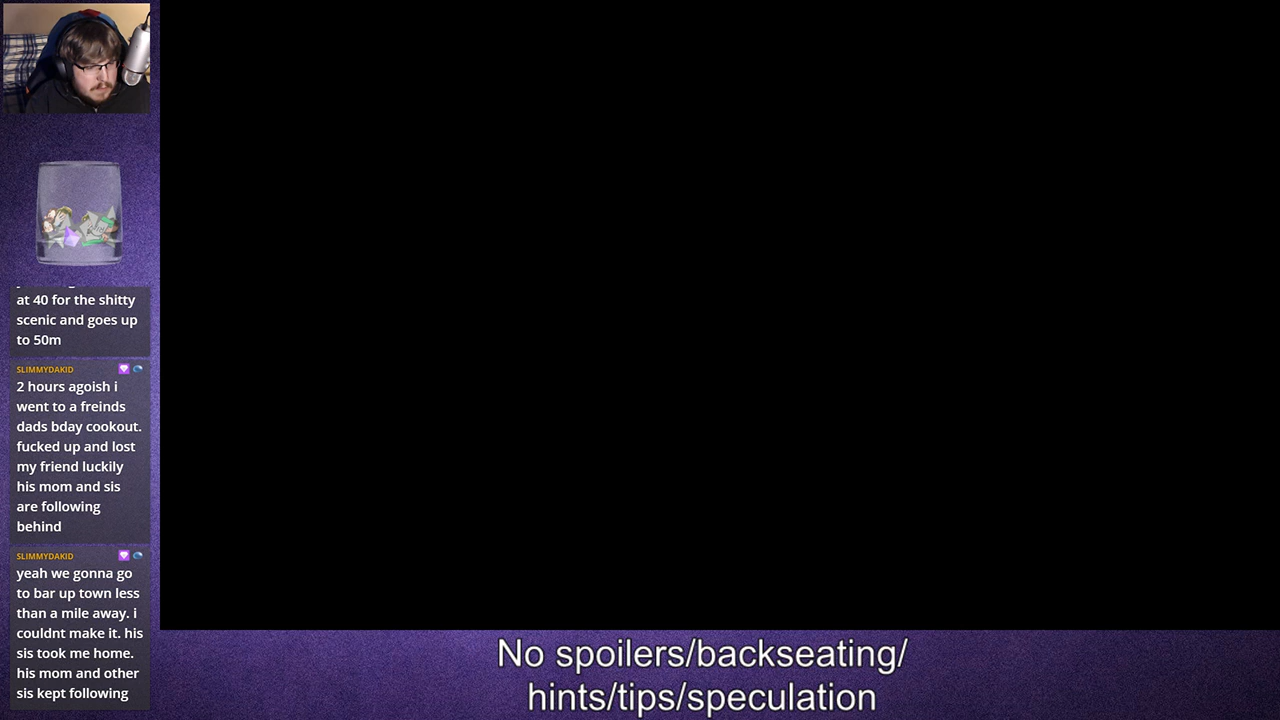 at 40 for the shitty
scenic and goes up
to 50m
SLIMMYDAKID
2 hours agoish i
went to a freinds
dads bday cookout.
fucked up and lost
my friend luckily
his mom and sis
are following
behind
SLIMMYDAKID
yeah we gonna go
to bar up town less
than a mile away. i
couldnt make it. his
sis took me home.
his mom and other
sis kept following
No spoilers/backseating/
hints/tips/speculation